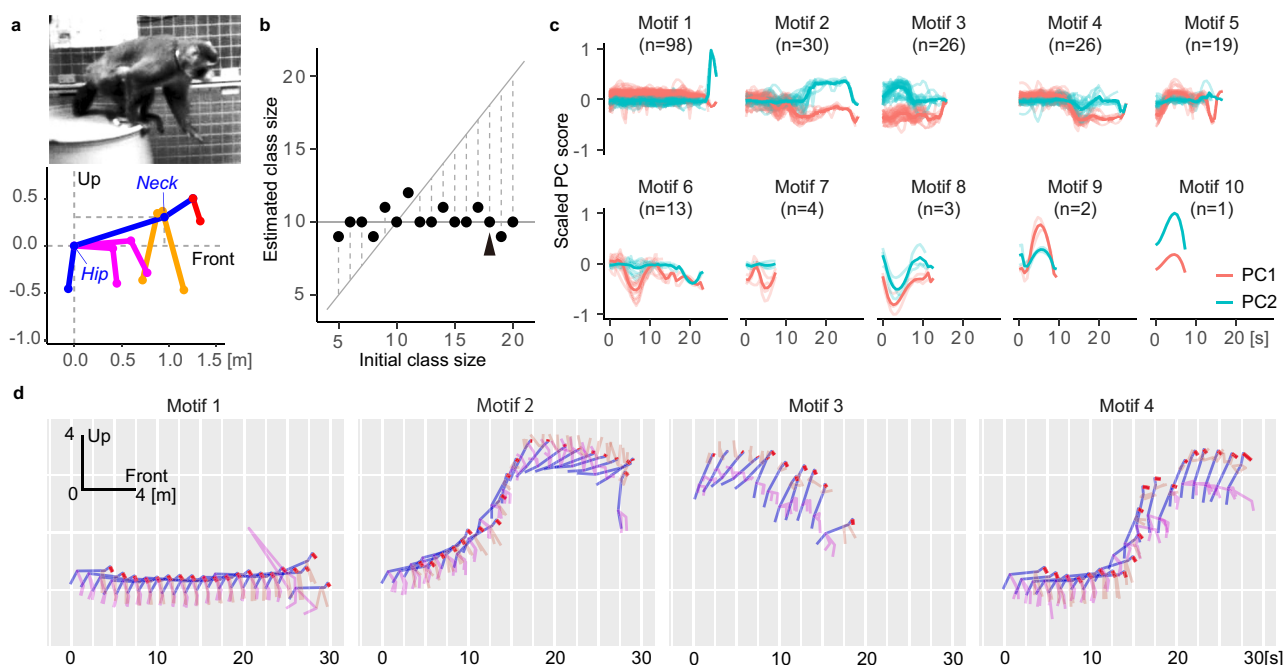 a
Up
Neck
Hip
Front
0.5
0.0
-0.5
-1.0
0.0 0.5 1.0 1.5 [m]
b
Estimated class size
20
15
10
5
5 10 15 20
Initial class size
c
Scaled PC score
Motif 1 Motif 2 Motif 3 Motif 4 Motif 5
(n=98) (n=30) (n=26) (n=26) (n=19)
1
0
-1
Motif 6 Motif 7 Motif 8 Motif 9 Motif 10
(n=13) (n=4) (n=3) (n=2) (n=1)
1
0
-1
PC1
PC2
0 10 20 0 10 20 0 10 20 0 10 20 0 10 20 [s]
d
Motif 1 Motif 2 Motif 3 Motif 4
4 Up
Front
0 4 [m]
0 10 20 30 0 10 20 30 0 10 20 30 0 10 20 30[s]